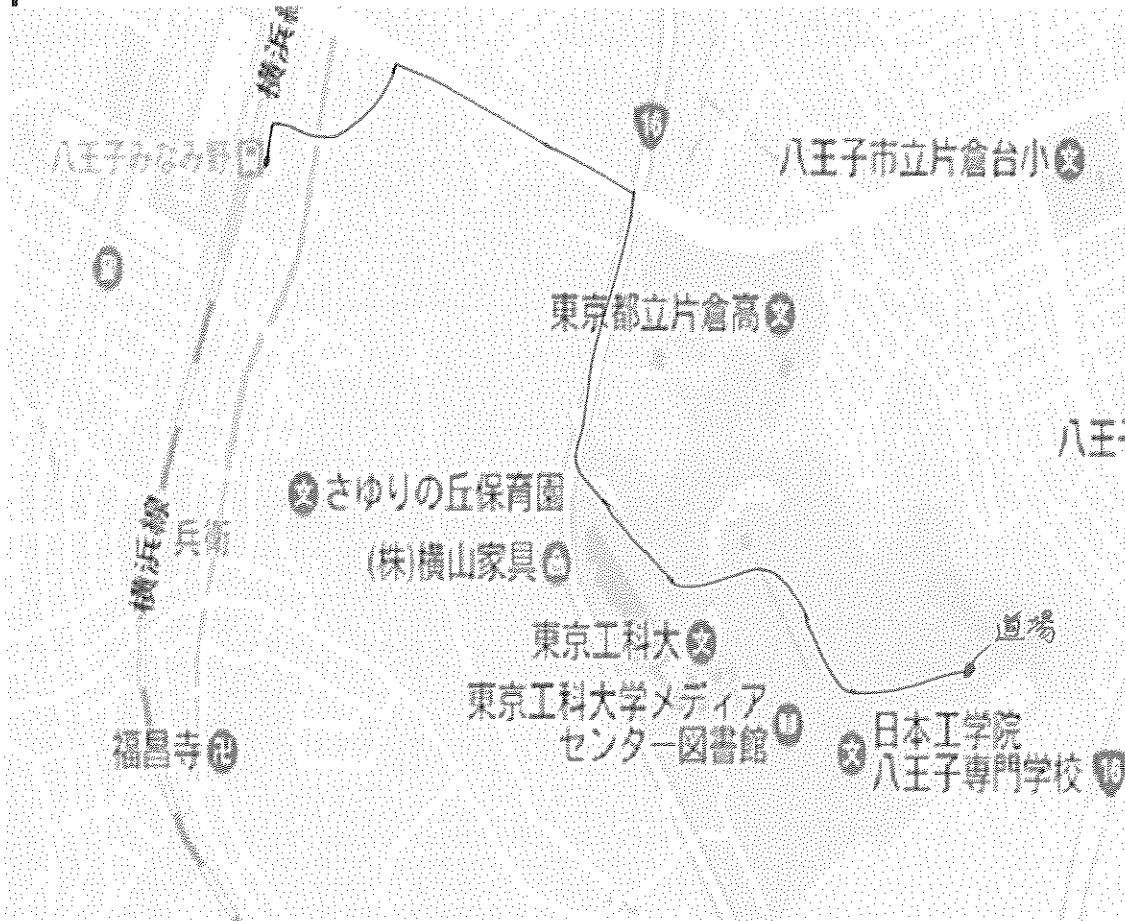 横浜線
16
八王子みなみ野
八王子市立片倉台小
東京都立片倉高
さゆりの丘保育園
兵衛
横浜線
(株)横山家具
道場
東京工科大
東京工科大学メディア
センター図書館
日本工学院
八王子専門学校
16
福昌寺